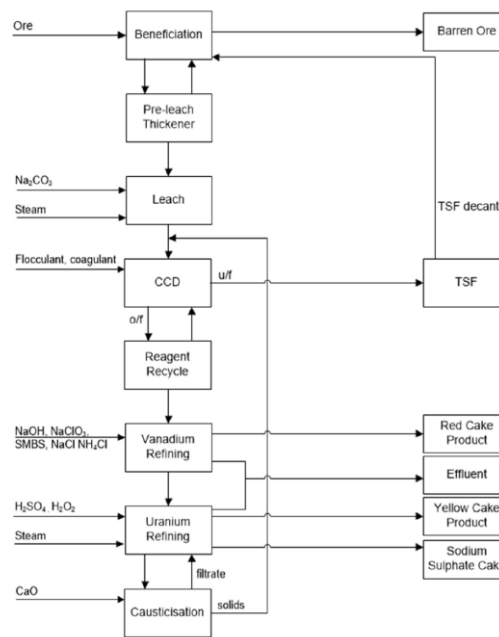 Ore
Beneficiation
Barren Ore
Pre-leach
Thickener
Na₂CO₃
Leach
Steam
TSF decant
Flocculant, coagulant
CCD
u/f
TSF
o/f
Reagent
Recycle
NaOH, NaClO₃,
SMBS, NaCl NH₄Cl
Vanadium
Refining
Red Cake
Product
Effluent
H₂SO₄, H₂O₂
Uranium
Refining
Yellow Cake
Product
Steam
Sodium
Sulphate Cake
filtrate
CaO
Causticisation
solids